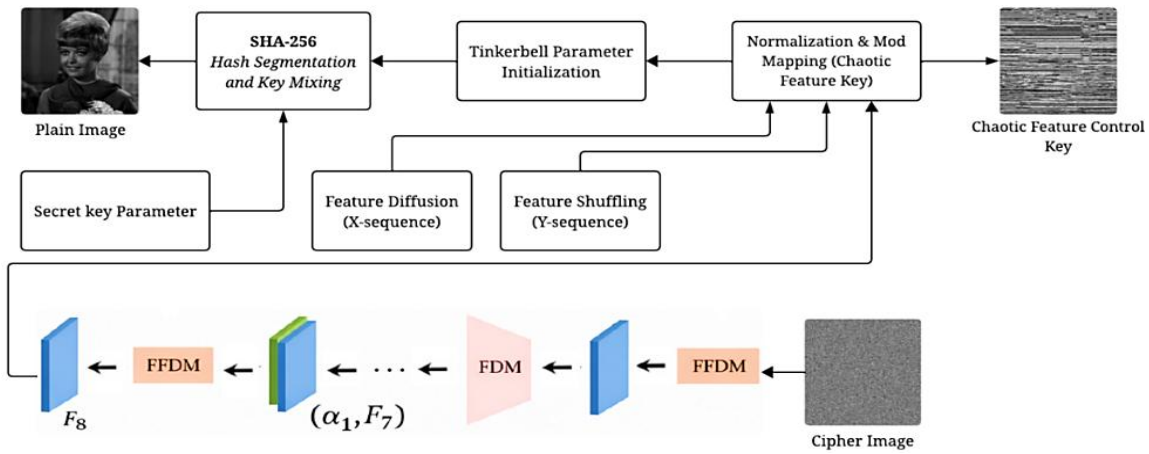 SHA-256
Hash Segmentation
and Key Mixing
Tinkerbell Parameter
Initialization
Normalization & Mod
Mapping (Chaotic
Feature Key)
Plain Image
Chaotic Feature Control
Key
Secret key Parameter
Feature Diffusion
(X-sequence)
Feature Shuffling
(Y-sequence)
F₈
FFDM
(α₁, F₇)
...
FDM
FFDM
Cipher Image